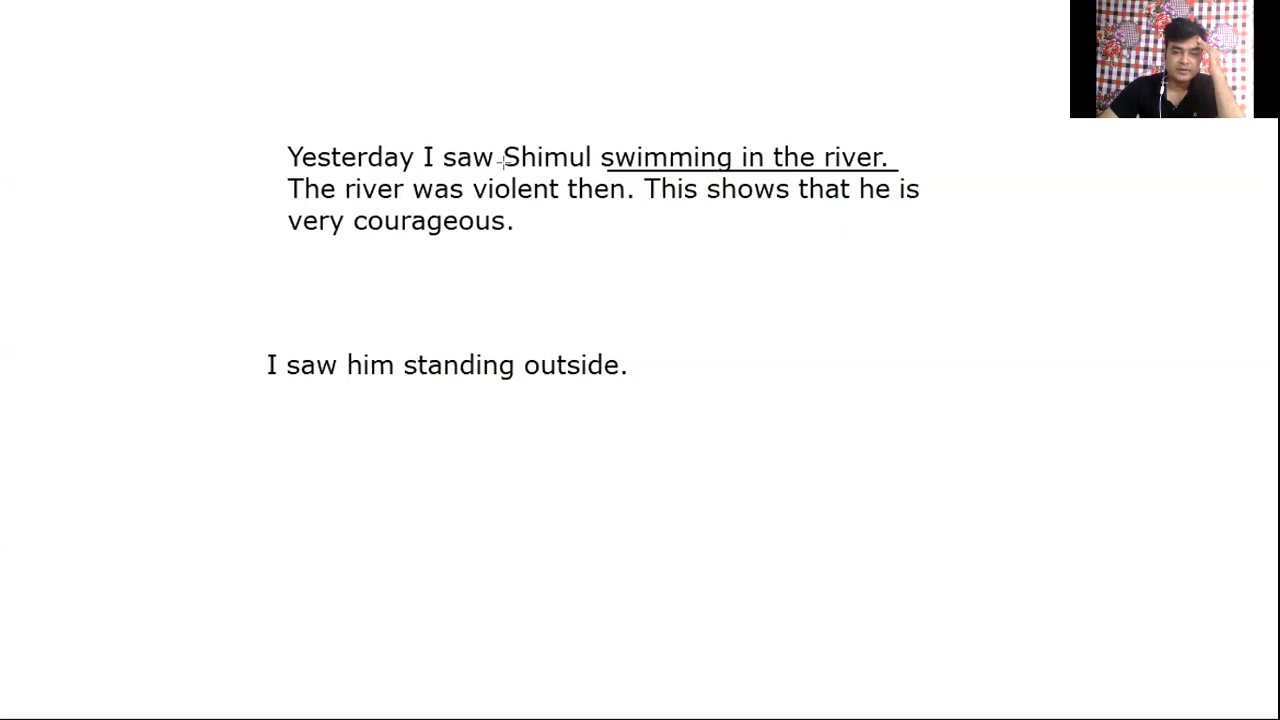 Yesterday I saw Shimul swimming in the river.
The river was violent then. This shows that he is
very courageous.
I saw him standing outside.